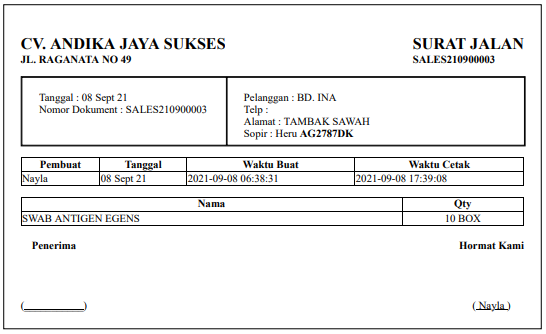 CV. ANDIKA JAYA SUKSES SURAT JALAN
JL. RAGANATA NO 49 SALES210900003
Tanggal : 08 Sept 21
Nomor Dokument : SALES210900003
Pelanggan : BD. INA
Telp :
Alamat : TAMBAK SAWAH
Sopir : Heru AG2787DK
Pembuat Tanggal Waktu Buat Waktu Cetak
Nayla 08 Sept 21 2021-09-08 06:38:31 2021-09-08 17:39:08
Nama Qty
SWAB ANTIGEN EGENS 10 BOX
Penerima Hormat Kami
(____________) ( Nayla )